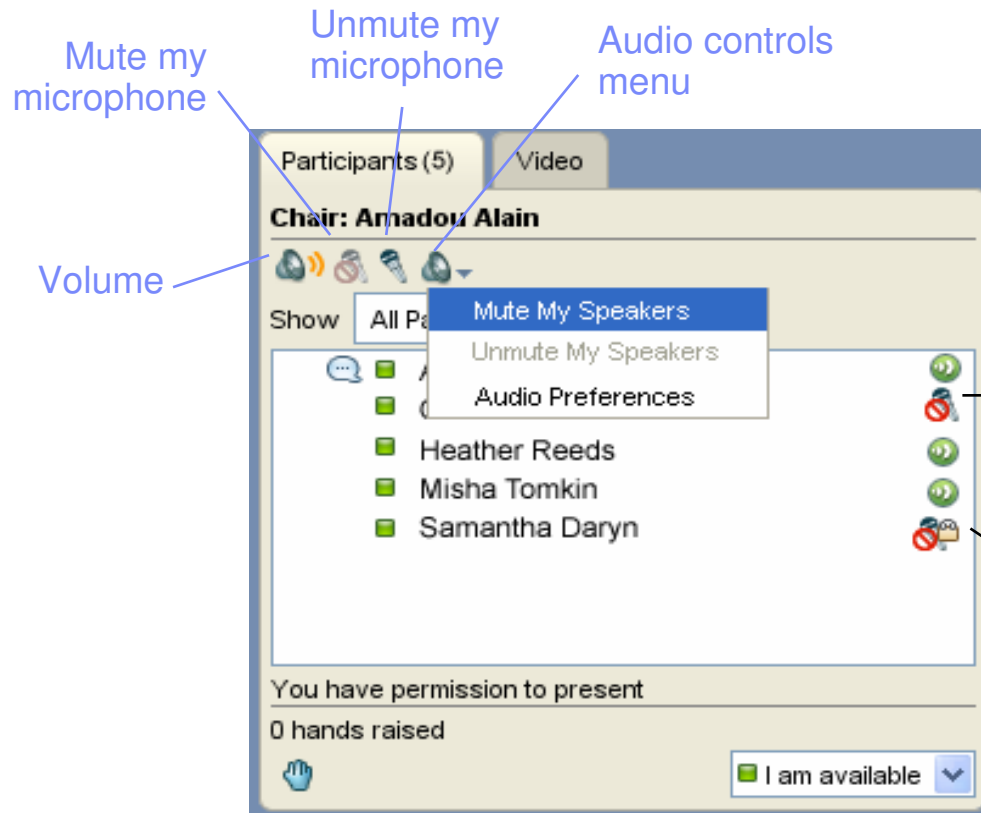 Unmute my
microphone
Mute my
microphone
Audio controls
menu
Participants (5)
Video
Chair: Amadou Alain
Volume
Show All
Mute My Speakers
Unmute My Speakers
Audio Preferences
Heather Reeds
Misha Tomkin
Samantha Daryn
You have permission to present
0 hands raised
I am available